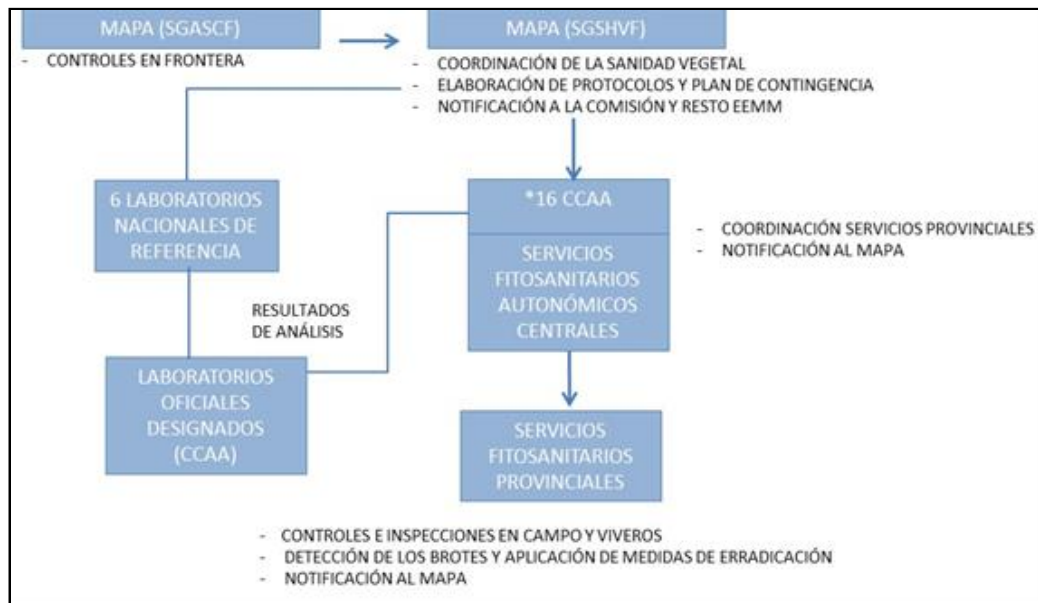 MAPA (SGASCF)
- CONTROLES EN FRONTERA
MAPA (SGSHVF)
- COORDINACIÓN DE LA SANIDAD VEGETAL
- ELABORACIÓN DE PROTOCOLOS Y PLAN DE CONTINGENCIA
- NOTIFICACIÓN A LA COMISIÓN Y RESTO EEMM
6 LABORATORIOS
NACIONALES DE
REFERENCIA
*16 CCAA
SERVICIOS
FITOSANITARIOS
AUTONÓMICOS
CENTRALES
- COORDINACIÓN SERVICIOS PROVINCIALES
- NOTIFICACIÓN AL MAPA
RESULTADOS
DE ANÁLISIS
LABORATORIOS
OFICIALES
DESIGNADOS
(CCAA)
SERVICIOS
FITOSANITARIOS
PROVINCIALES
- CONTROLES E INSPECCIONES EN CAMPO Y VIVEROS
- DETECCIÓN DE LOS BROTES Y APLICACIÓN DE MEDIDAS DE ERRADICACIÓN
- NOTIFICACIÓN AL MAPA